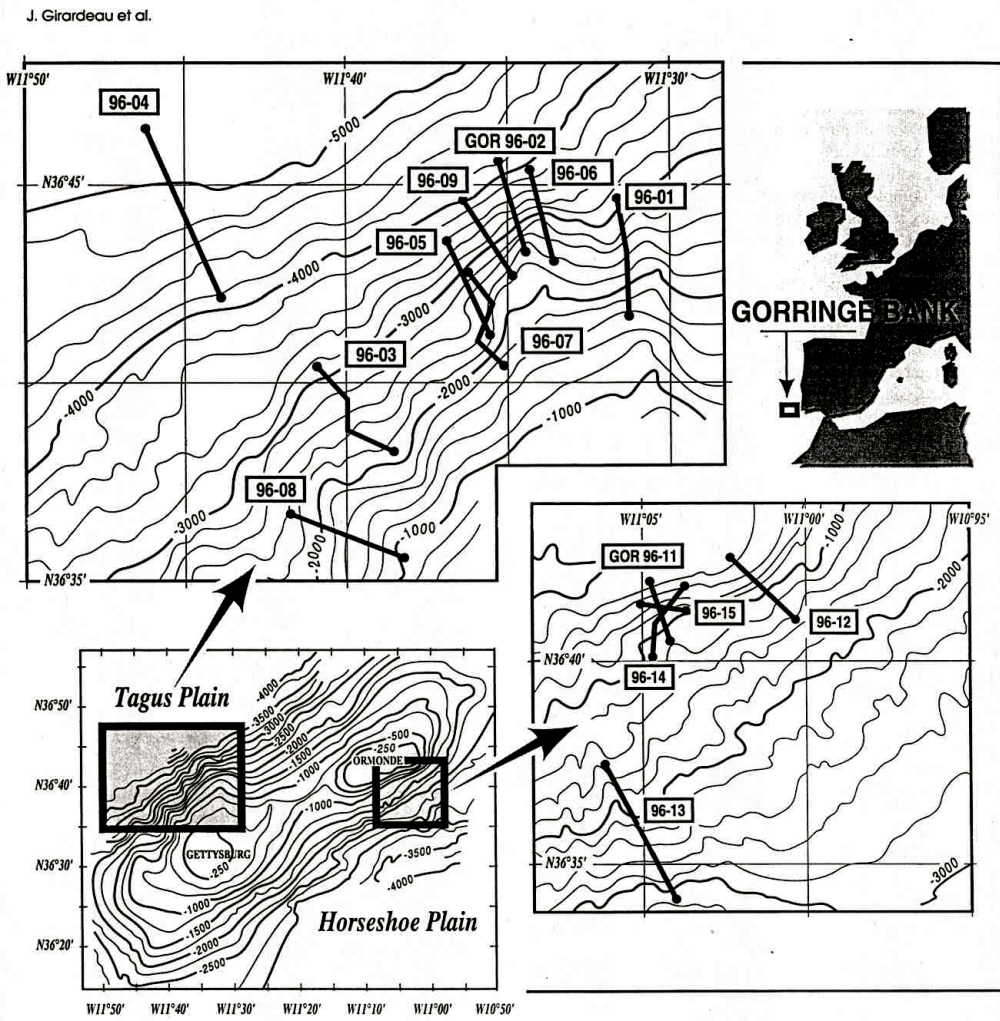 J. Girardeau et al.
W11°50'
W11°40'
W11°30'
96-04
-5000
GOR 96-02
N36°45'
96-09
96-06
96-01
96-05
-4000
GORRINGE BANK
-3000
96-07
96-03
-2000
-4000
-1000
96-08
-3000
-1000
-2000
N36°35'
W11°05'
W11°00'
W10°95'
-1000
GOR 96-11
-2000
96-15
96-12
N36°40'
96-14
96-13
N36°35'
-3000
Tagus Plain
N36°50'
-4000
-3500
-3000
-2500
-2000
-1500
-1000
-500
-250
ORMONDE
N36°40'
-1000
GETTYSBURG
-250
N36°30'
-3500
-4000
-1000
-1500
-2000
-2500
Horseshoe Plain
N36°20'
W11°50'
W11°40'
W11°30'
W11°20'
W11°10'
W11°00'
W10°50'